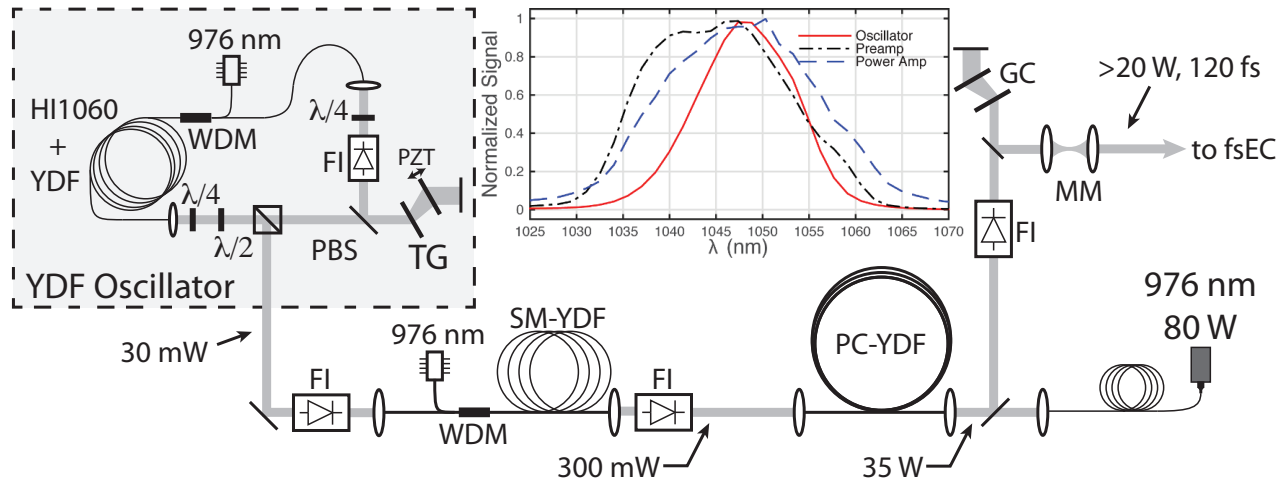 976 nm
HI1060
+
YDF
WDM
λ/4
FI
PZT
λ/4
λ/2
PBS
TG
YDF Oscillator
Normalized Signal
1
0.8
0.6
0.4
0.2
0
1025 1030 1035 1040 1045 1050 1055 1060 1065 1070
λ (nm)
Oscillator
Preamp
Power Amp
GC
>20 W, 120 fs
to fsEC
MM
FI
30 mW
FI
976 nm
WDM
SM-YDF
FI
300 mW
PC-YDF
35 W
976 nm
80 W